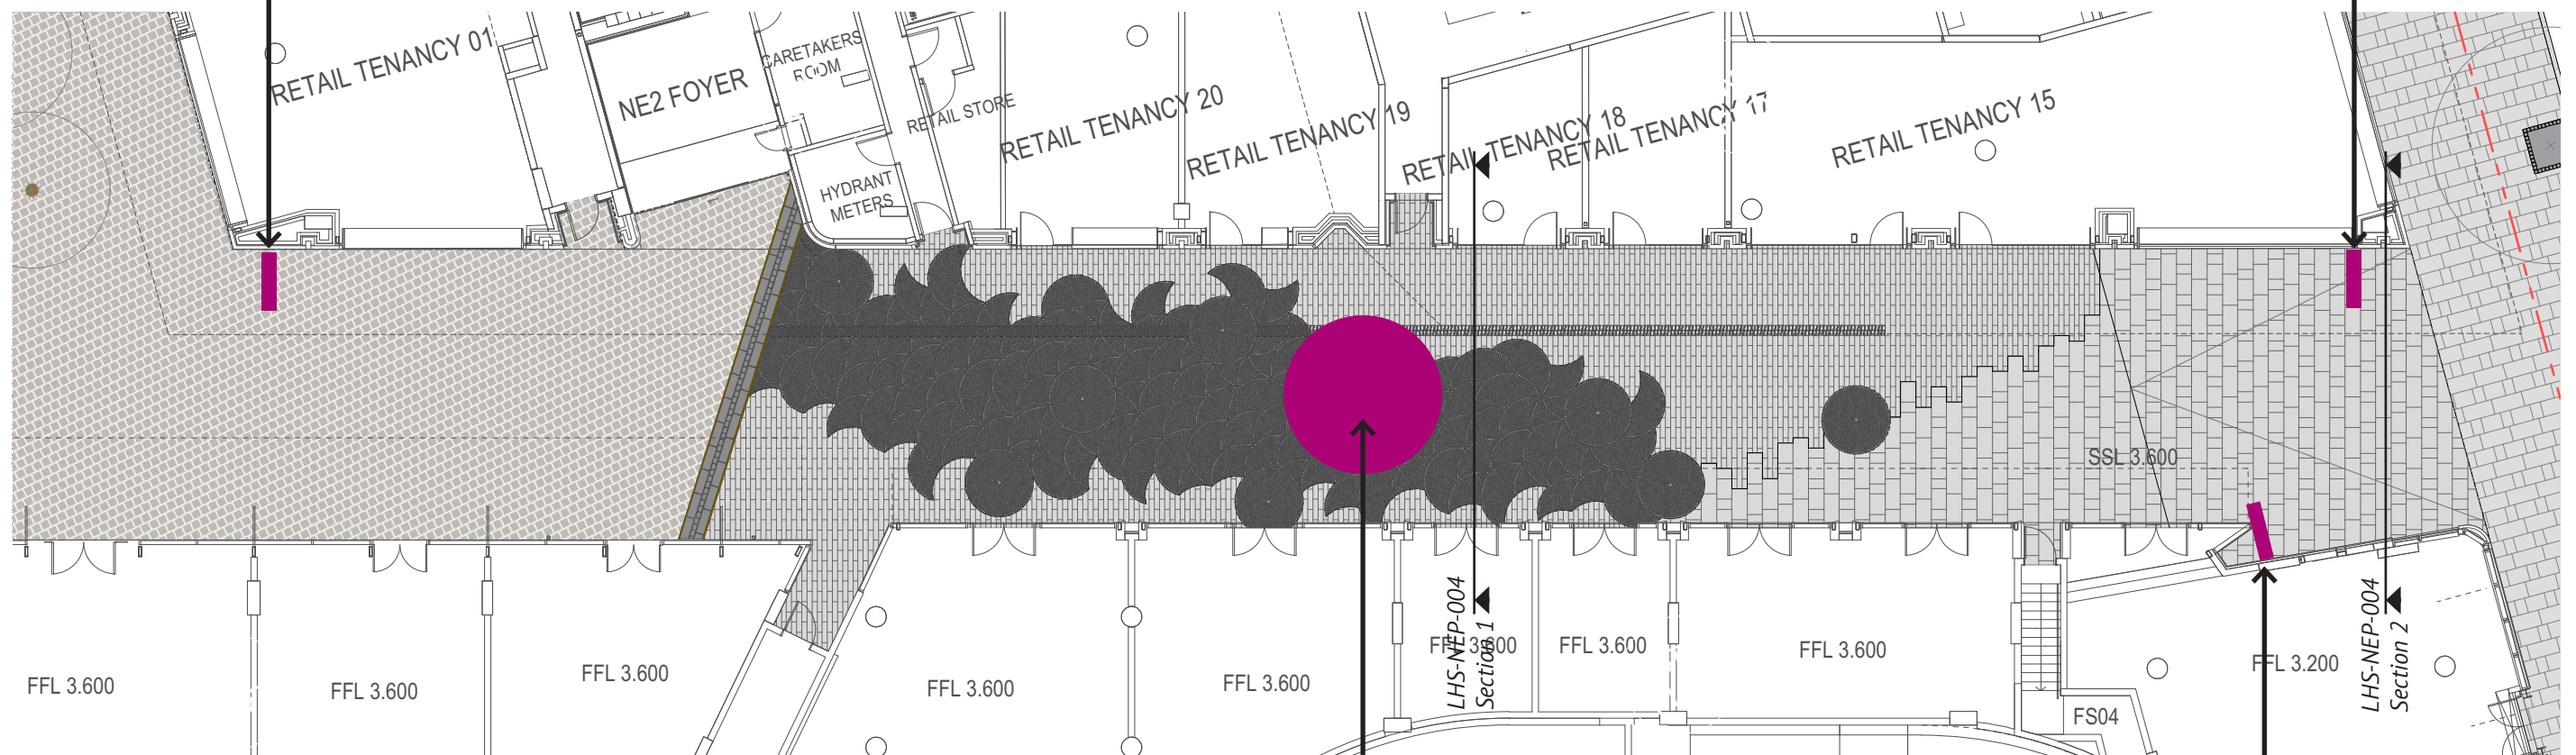 RETAIL TENANCY 01
NE2 FOYER
CARETAKERS
ROOM
HYDRANT
METERS
RETAIL STORE
RETAIL TENANCY 20
RETAIL TENANCY 19
RETAIL TENANCY 18
RETAIL TENANCY 17
RETAIL TENANCY 15
SSL 3.600
FFL 3.600
FFL 3.600
FFL 3.600
FFL 3.600
FFL 3.600
FFL 3.600
LHS-NEP-004
Section 1
FFL 3.600
FFL 3.600
FFL 3.200
LHS-NEP-004
Section 2
FS04